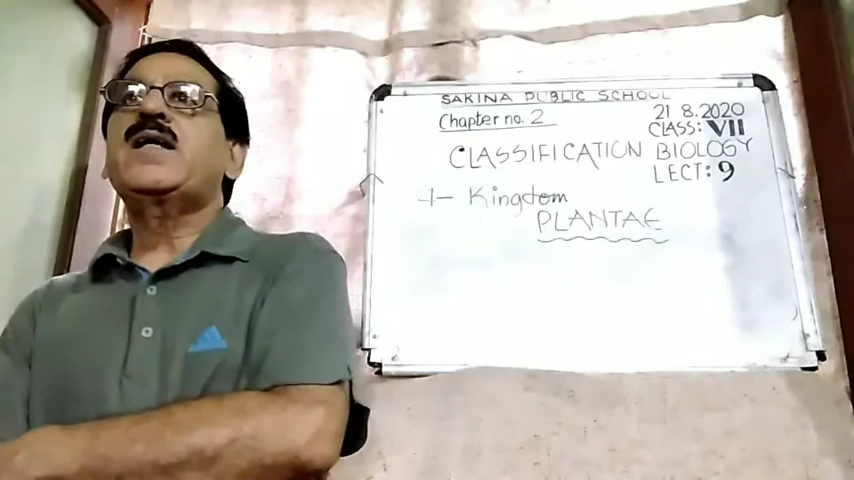 SAKINA PUBLIC SCHOOL
Chapter no. 2
21 8.2020
CLASS: VII
CLASSIFICATION BIOLOGY
LECT: 9
-1- Kingdom
PLANTAE